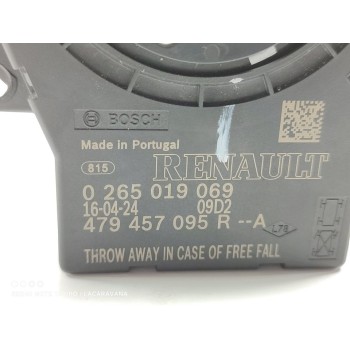 BOSCH
Made in Portugal
815
RENAULT
0 265 019 069
16-04-24 09D2
479 457 095 R --A
THROW AWAY IN CASE OF FREE FALL